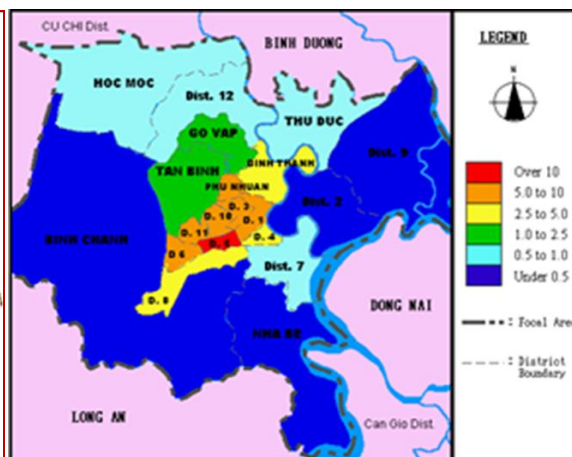 CU CHI Dist.
BINH DUONG
HOC MOC
Dist. 12
THU DUC
GO VAP
BINH THANH
Dist. 9
TAN BINH
PHU NHUAN
Dist. 2
D. 3
D. 10
D. 1
D. 11
D. 5
D. 4
BINH CHANH
D 6
Dist. 7
D. 8
DONG NAI
NHA BE
LONG AN
Can Gio Dist.
LEGEND
N
Over 10
5.0 to 10
2.5 to 5.0
1.0 to 2.5
0.5 to 1.0
Under 0.5
: Focal Area
: District
Boundary